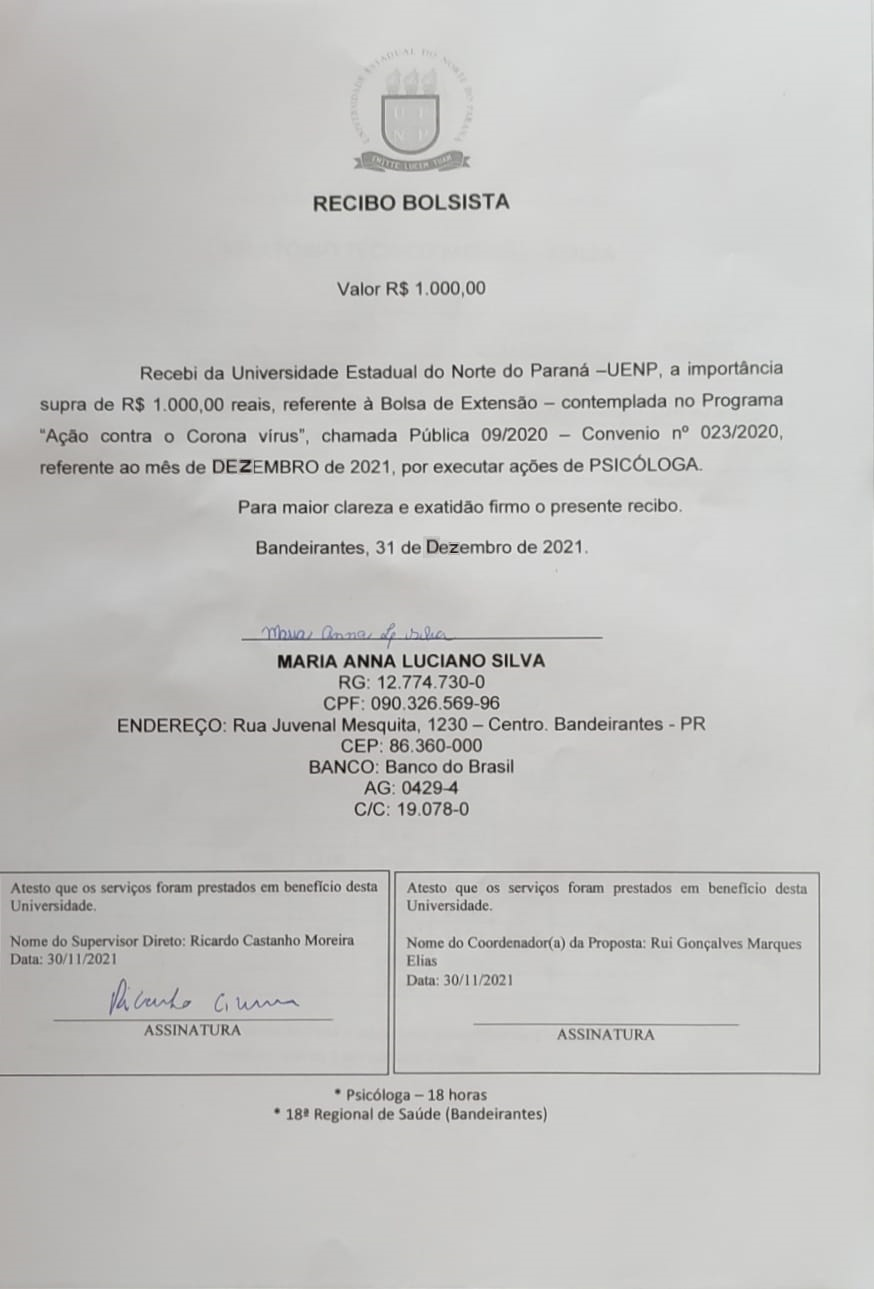 UNIVERSIDADE ESTADUAL DO NORTE DO PARANÁ
U E
N P
EMITTE LUCEM TUAM
RECIBO BOLSISTA
Valor R$ 1.000,00
Recebi da Universidade Estadual do Norte do Paraná –UENP, a importância
supra de R$ 1.000,00 reais, referente à Bolsa de Extensão – contemplada no Programa
“Ação contra o Corona vírus”, chamada Pública 09/2020 – Convenio nº 023/2020,
referente ao mês de DEZEMBRO de 2021, por executar ações de PSICÓLOGA.
Para maior clareza e exatidão firmo o presente recibo.
Bandeirantes, 31 de Dezembro de 2021.
Maria Anna L Silva
MARIA ANNA LUCIANO SILVA
RG: 12.774.730-0
CPF: 090.326.569-96
ENDEREÇO: Rua Juvenal Mesquita, 1230 – Centro. Bandeirantes - PR
CEP: 86.360-000
BANCO: Banco do Brasil
AG: 0429-4
C/C: 19.078-0
Atesto que os serviços foram prestados em benefício desta
Universidade.
Nome do Supervisor Direto: Ricardo Castanho Moreira
Data: 30/11/2021
Ricardo
ASSINATURA
Atesto que os serviços foram prestados em benefício desta
Universidade.
Nome do Coordenador(a) da Proposta: Rui Gonçalves Marques
Elias
Data: 30/11/2021
ASSINATURA
* Psicóloga – 18 horas
* 18ª Regional de Saúde (Bandeirantes)